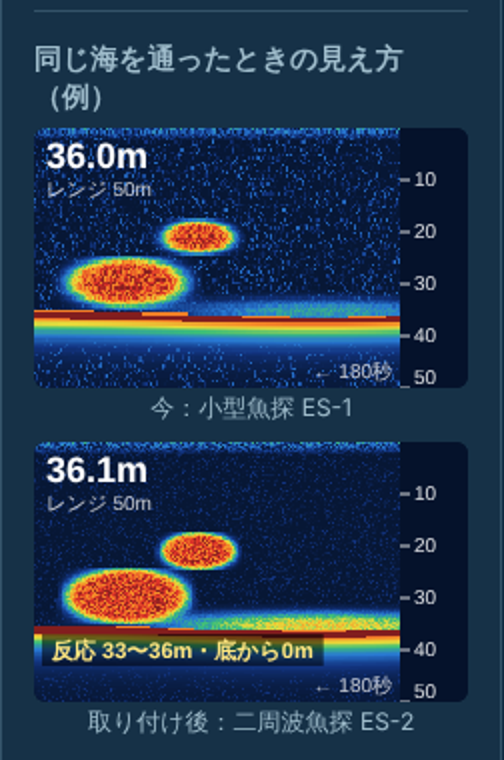 同じ海を通ったときの見え方
（例）
36.0m
レンジ 50m
10
20
30
40
50
← 180秒
今：小型魚探 ES-1
36.1m
レンジ 50m
10
20
30
40
50
反応 33〜36m・底から0m
← 180秒
取り付け後：二周波魚探 ES-2